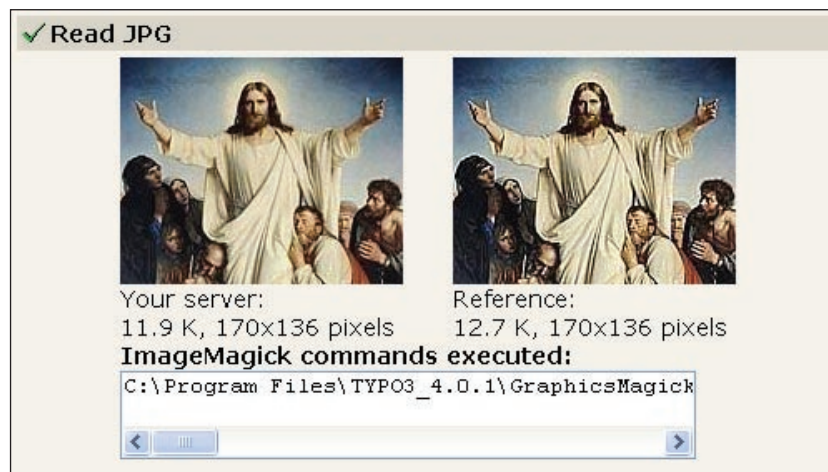 Read JPG
Your server:
11.9 K, 170x136 pixels
Reference:
12.7 K, 170x136 pixels
ImageMagick commands executed:
C:\Program Files\TYPO3_4.0.1\GraphicsMagick